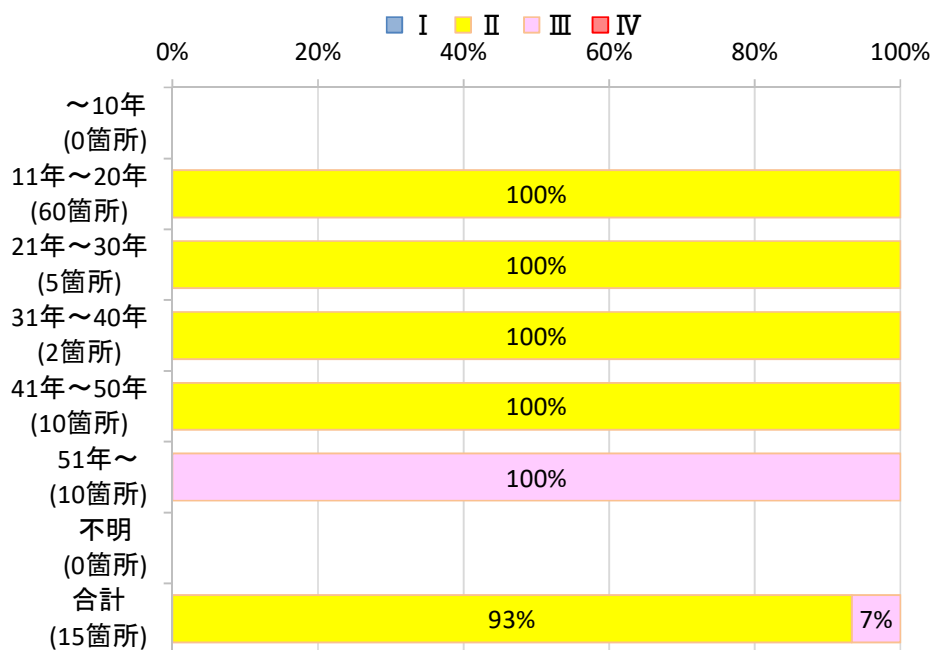 Ⅰ Ⅱ Ⅲ Ⅳ
0% 20% 40% 60% 80% 100%
～10年
(0箇所)
11年～20年
(60箇所)
100%
21年～30年
(5箇所)
100%
31年～40年
(2箇所)
100%
41年～50年
(10箇所)
100%
51年～
(10箇所)
100%
不明
(0箇所)
合計
(15箇所)
93% 7%